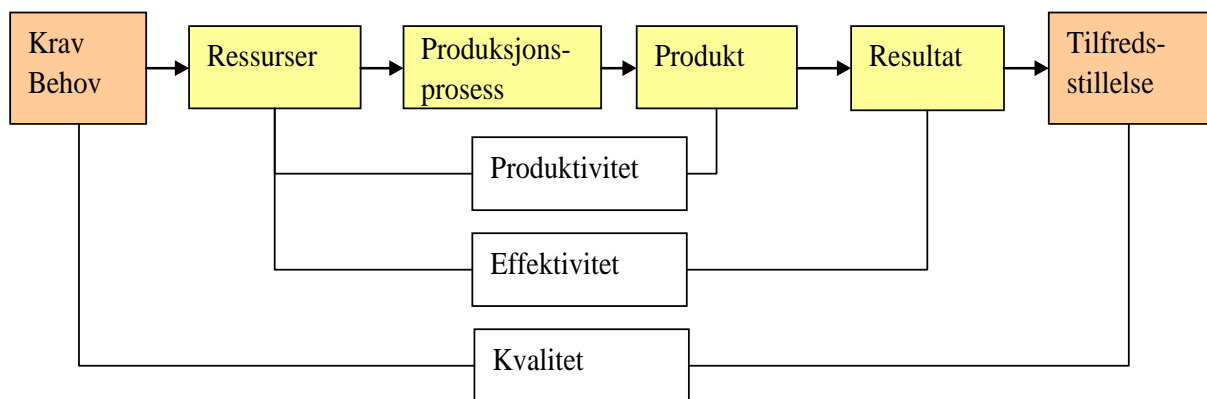 Krav
Behov
Ressurser
Produksjons-
prosess
Produkt
Resultat
Tilfreds-
stillelse
Produktivitet
Effektivitet
Kvalitet